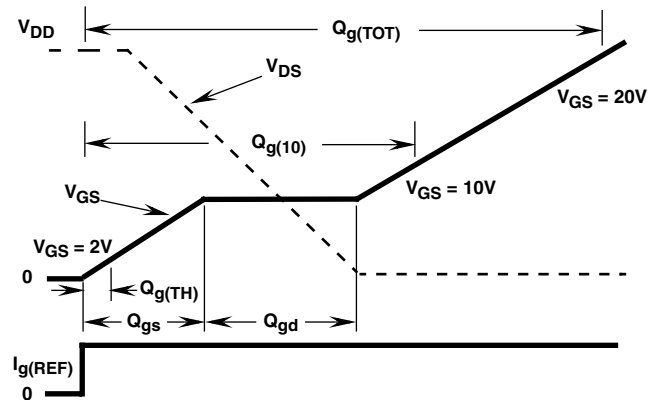 V_DD
Q_g(TOT)
V_DS
V_GS = 20V
Q_g(10)
V_GS
V_GS = 10V
V_GS = 2V
0
Q_g(TH)
Q_gs
Q_gd
I_g(REF)
0